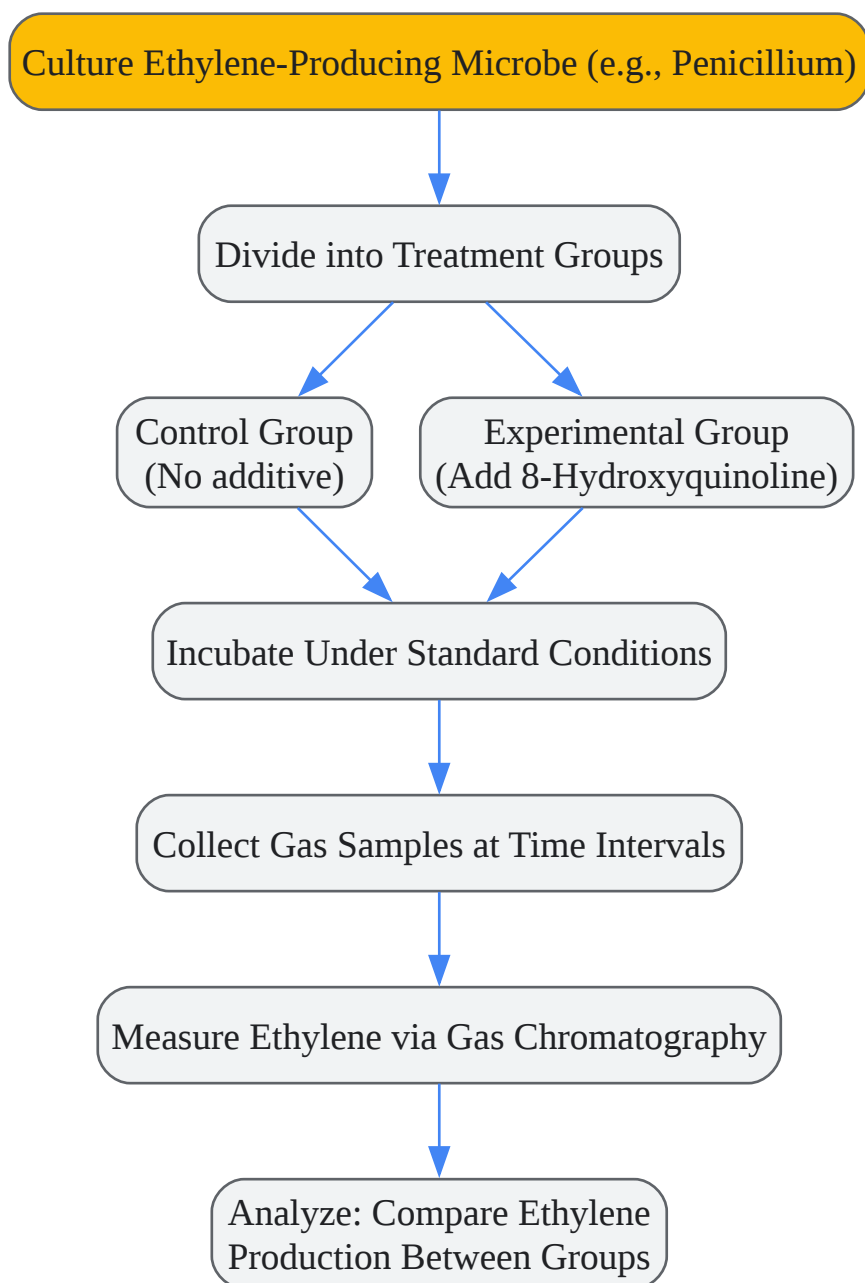 Culture Ethylene-Producing Microbe (e.g., Penicillium)
Divide into Treatment Groups
Control Group
(No additive)
Experimental Group
(Add 8-Hydroxyquinoline)
Incubate Under Standard Conditions
Collect Gas Samples at Time Intervals
Measure Ethylene via Gas Chromatography
Analyze: Compare Ethylene
Production Between Groups